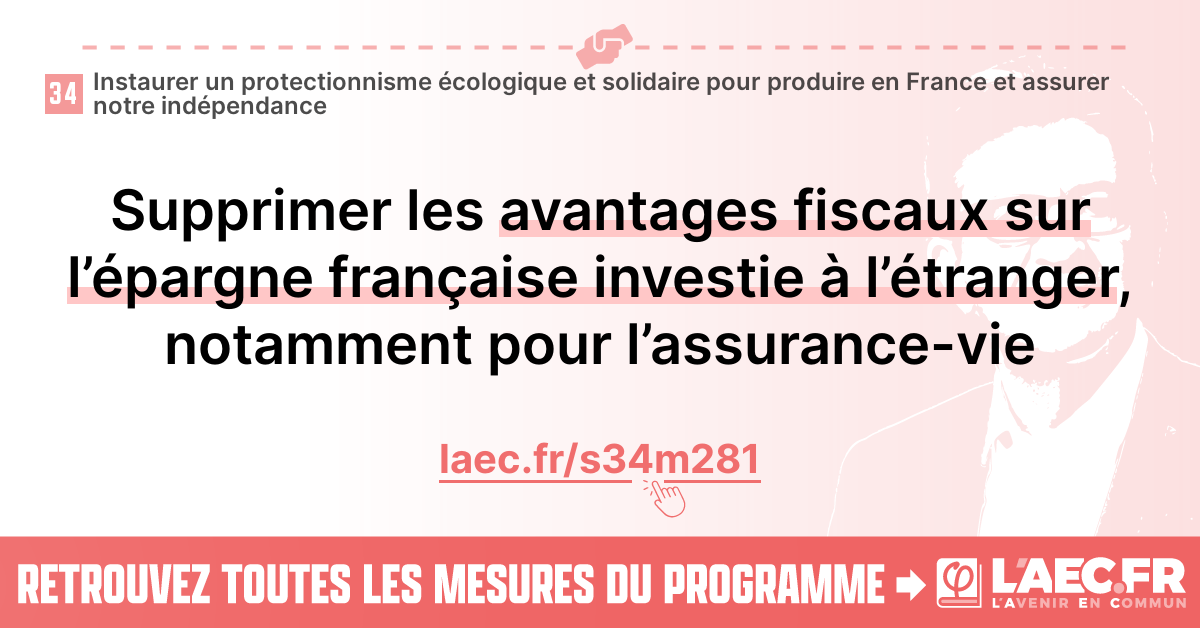 34
Instaurer un protectionnisme écologique et solidaire pour produire en France et assurer
notre indépendance
Supprimer les avantages fiscaux sur
l’épargne française investie à l’étranger,
notamment pour l’assurance-vie
laec.fr/s34m281
RETROUVEZ TOUTES LES MESURES DU PROGRAMME
φ
L'AEC.FR
L'AVENIR EN COMMUN